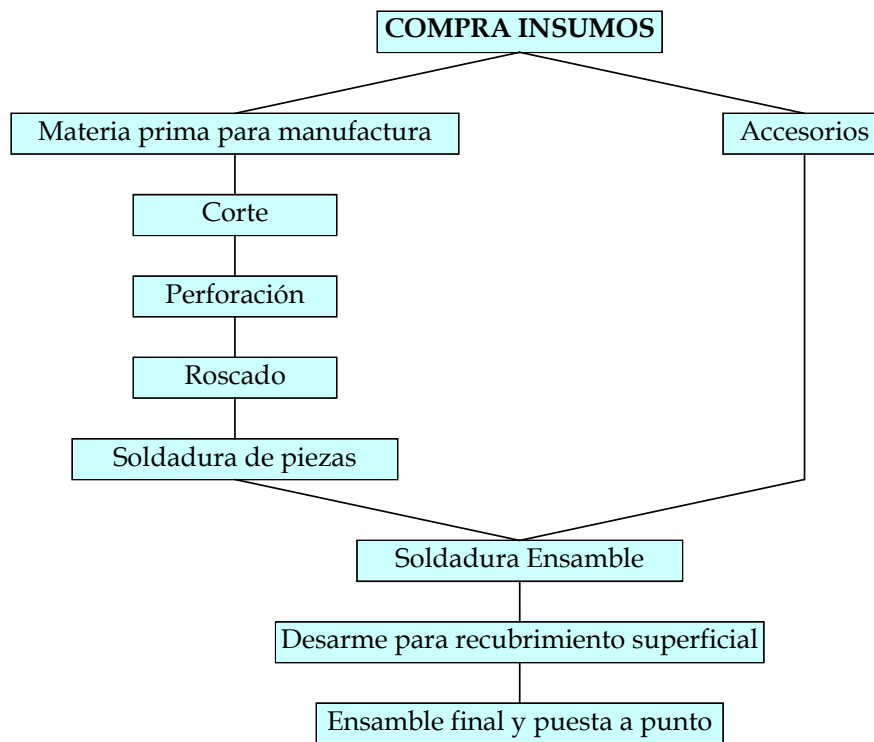 COMPRA INSUMOS
Materia prima para manufactura
Accesorios
Corte
Perforación
Roscado
Soldadura de piezas
Soldadura Ensamble
Desarme para recubrimiento superficial
Ensamble final y puesta a punto